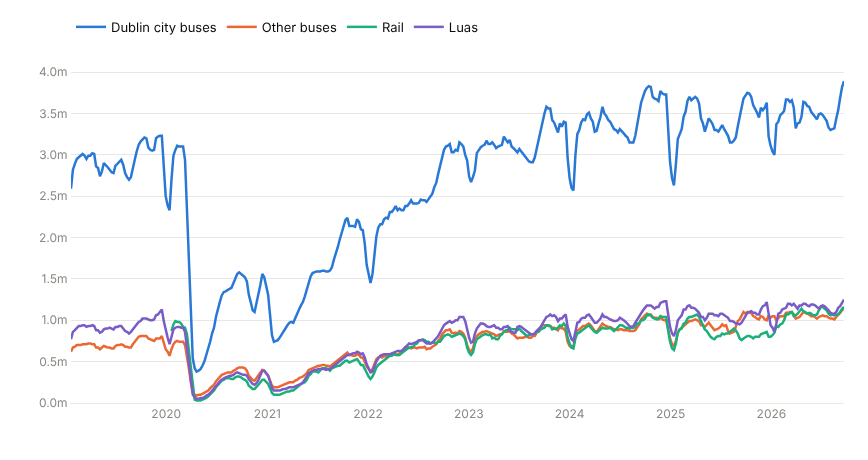 Dublin city buses Other buses Rail Luas
4.0m
3.5m
3.0m
2.5m
2.0m
1.5m
1.0m
0.5m
0.0m
2020 2021 2022 2023 2024 2025 2026